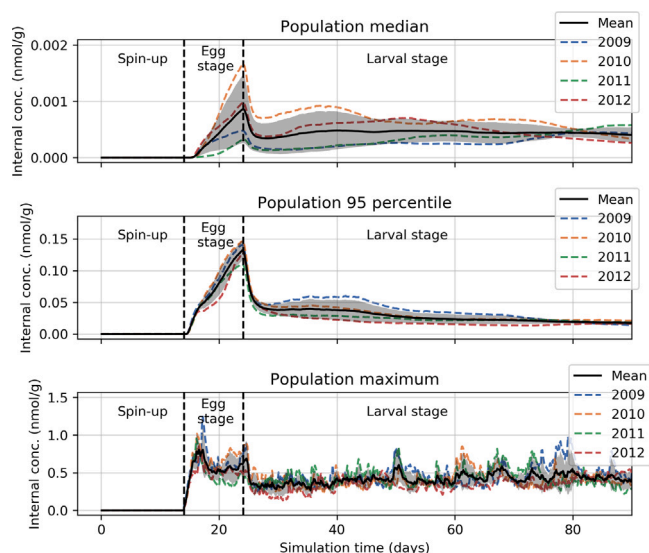 Population median
Internal conc. (nmol/g)
0.002
0.001
0.000
Spin-up
Egg
stage
Larval stage
Mean
2009
2010
2011
2012
Population 95 percentile
Internal conc. (nmol/g)
0.15
0.10
0.05
0.00
Spin-up
Egg
stage
Larval stage
Mean
2009
2010
2011
2012
Population maximum
Internal conc. (nmol/g)
1.5
1.0
0.5
0.0
Spin-up
Egg
stage
Larval stage
Mean
2009
2010
2011
2012
0 20 40 60 80
Simulation time (days)